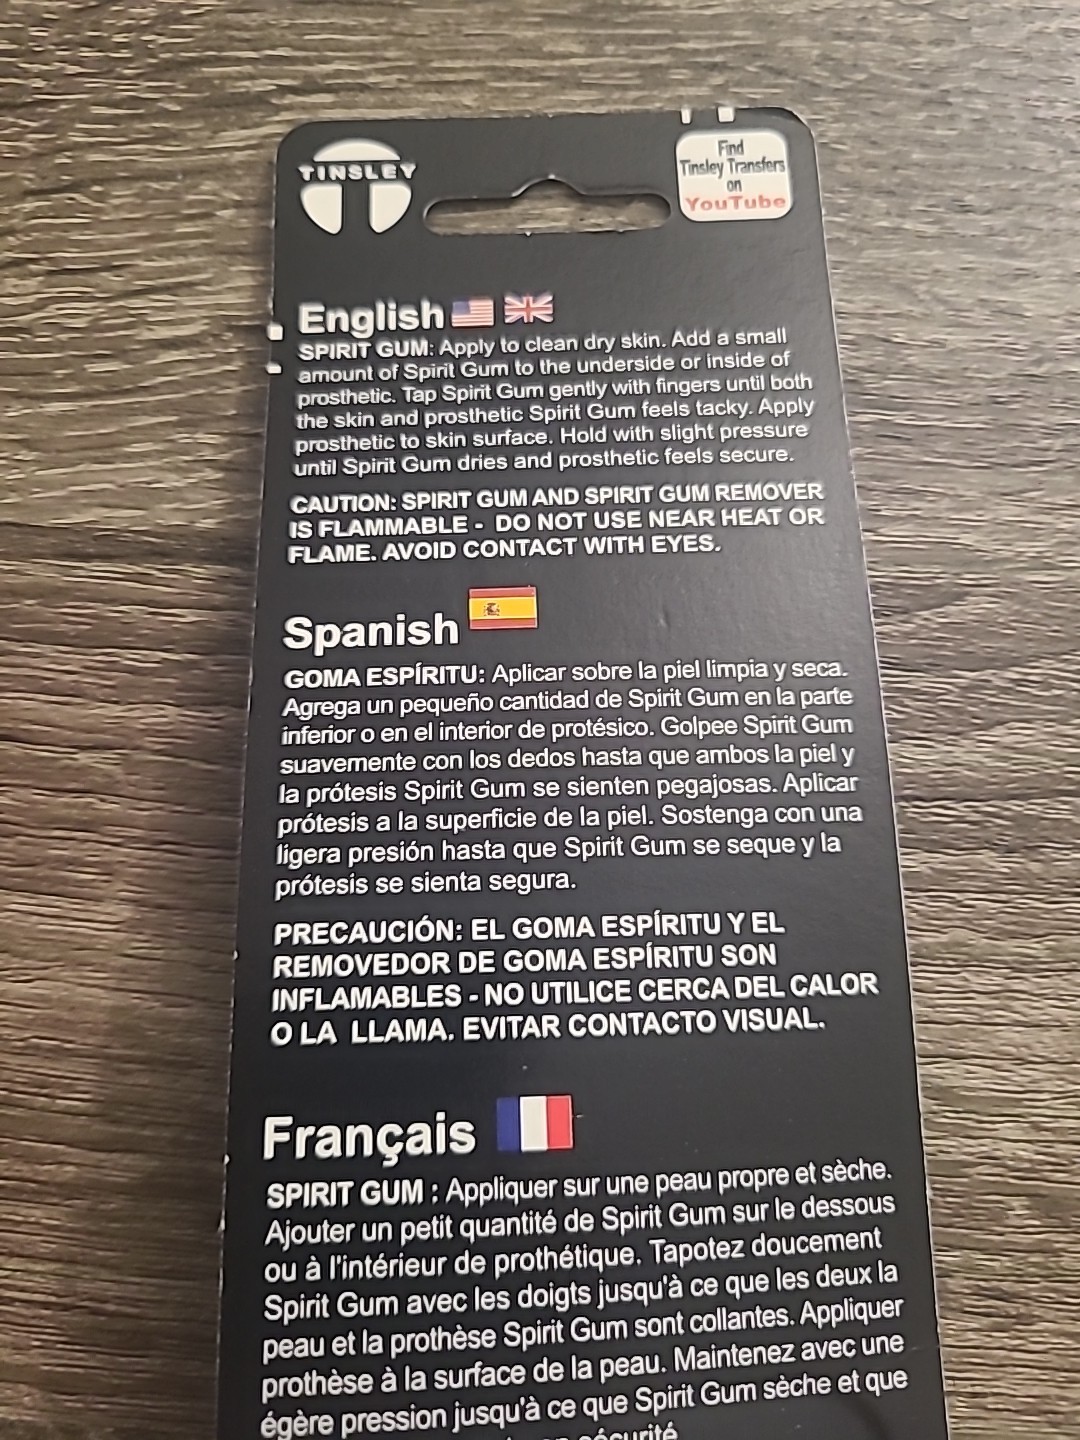 TINSLEY
Find
Tinsley Transfers
on
YouTube
English
SPIRIT GUM: Apply to clean dry skin. Add a small
amount of Spirit Gum to the underside or inside of
prosthetic. Tap Spirit Gum gently with fingers until both
the skin and prosthetic Spirit Gum feels tacky. Apply
prosthetic to skin surface. Hold with slight pressure
until Spirit Gum dries and prosthetic feels secure.
CAUTION: SPIRIT GUM AND SPIRIT GUM REMOVER
IS FLAMMABLE - DO NOT USE NEAR HEAT OR
FLAME. AVOID CONTACT WITH EYES.
Spanish
GOMA ESPÍRITU: Aplicar sobre la piel limpia y seca.
Agrega un pequeño cantidad de Spirit Gum en la parte
inferior o en el interior de protésico. Golpee Spirit Gum
suavemente con los dedos hasta que ambos la piel y
la prótesis Spirit Gum se sienten pegajosas. Aplicar
prótesis a la superficie de la piel. Sostenga con una
ligera presión hasta que Spirit Gum se seque y la
prótesis se sienta segura.
PRECAUCIÓN: EL GOMA ESPÍRITU Y EL
REMOVEDOR DE GOMA ESPÍRITU SON
INFLAMABLES - NO UTILICE CERCA DEL CALOR
O LA LLAMA. EVITAR CONTACTO VISUAL.
Français
SPIRIT GUM : Appliquer sur une peau propre et sèche.
Ajouter un petit quantité de Spirit Gum sur le dessous
ou à l'intérieur de prothétique. Tapotez doucement
Spirit Gum avec les doigts jusqu'à ce que les deux la
peau et la prothèse Spirit Gum sont collantes. Appliquer
prothèse à la surface de la peau. Maintenez avec une
égère pression jusqu'à ce que Spirit Gum sèche et que
sécurité